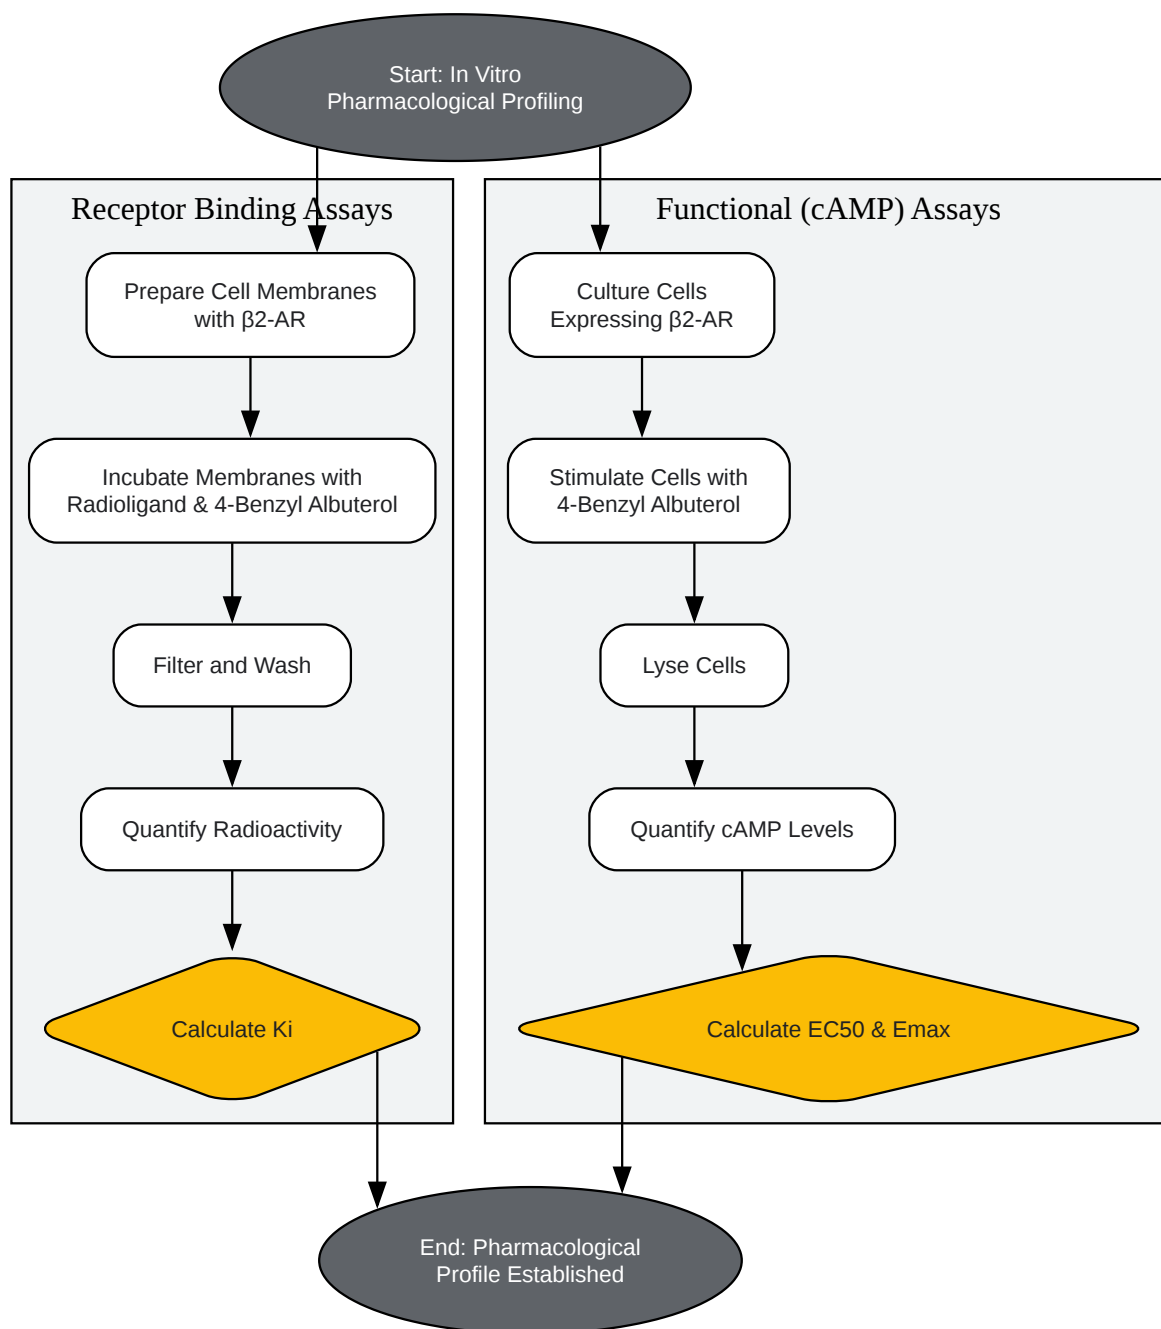 Start: In Vitro
Pharmacological Profiling
Receptor Binding Assays
Prepare Cell Membranes
with β2-AR
Incubate Membranes with
Radioligand & 4-Benzyl Albuterol
Filter and Wash
Quantify Radioactivity
Calculate Ki
Functional (cAMP) Assays
Culture Cells
Expressing β2-AR
Stimulate Cells with
4-Benzyl Albuterol
Lyse Cells
Quantify cAMP Levels
Calculate EC50 & Emax
End: Pharmacological
Profile Established